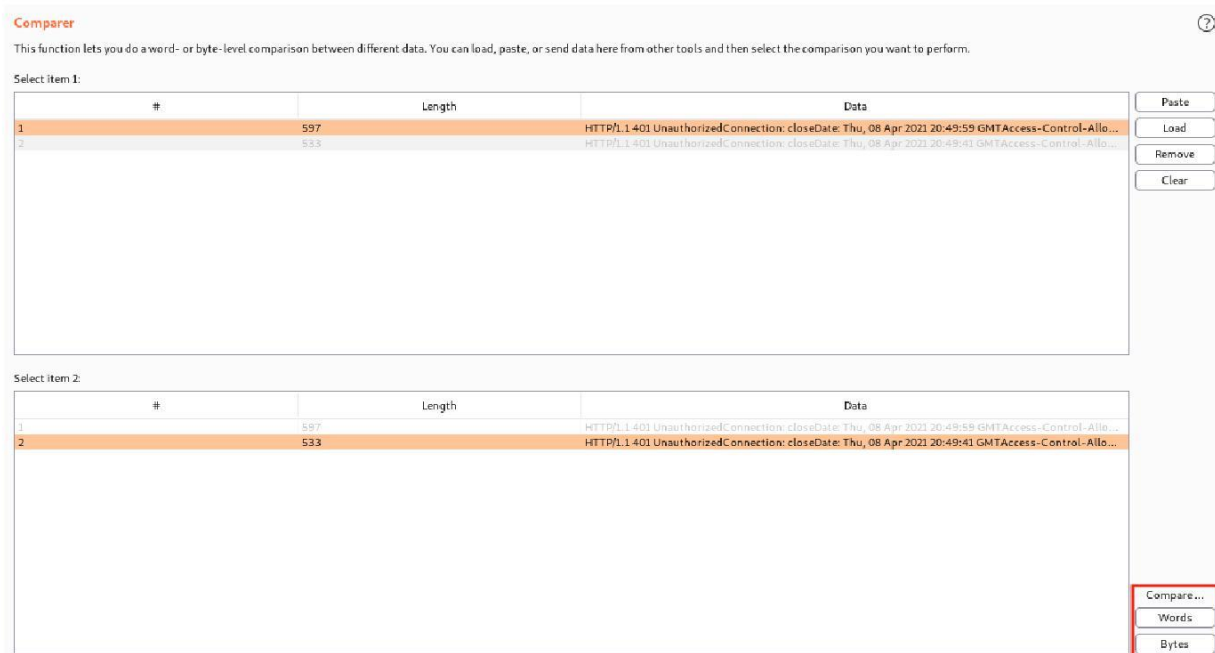 Comparer
?
This function lets you do a word- or byte-level comparison between different data. You can load, paste, or send data here from other tools and then select the comparison you want to perform.
Select item 1:
# Length Data
Paste
1 597 HTTP/1.1 401 UnauthorizedConnection: closeDate: Thu, 08 Apr 2021 20:49:59 GMTAccess-Control-Allo...
Load
2 533 HTTP/1.1 401 UnauthorizedConnection: closeDate: Thu, 08 Apr 2021 20:49:41 GMTAccess-Control-Allo...
Remove
Clear
Select item 2:
# Length Data
1 597 HTTP/1.1 401 UnauthorizedConnection: closeDate: Thu, 08 Apr 2021 20:49:59 GMTAccess-Control-Allo...
2 533 HTTP/1.1 401 UnauthorizedConnection: closeDate: Thu, 08 Apr 2021 20:49:41 GMTAccess-Control-Allo...
Compare...
Words
Bytes